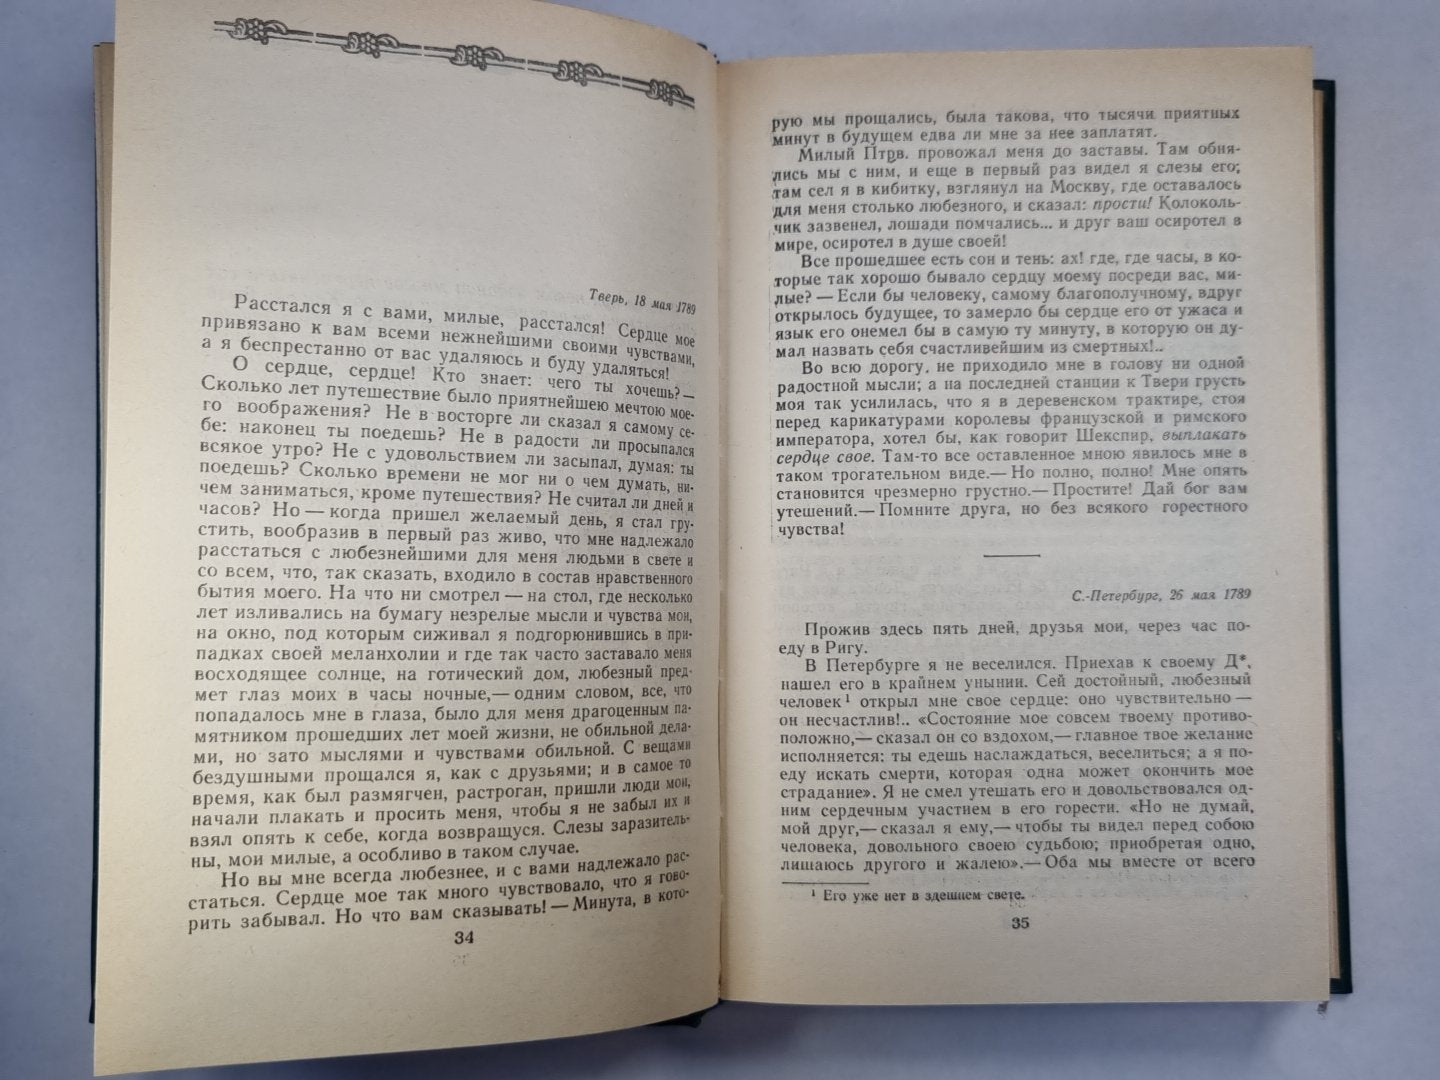 Тверь, 18 мая 1789
Расстался я с вами, милые, расстался! Сердце мое
привязано к вам всеми нежнейшими своими чувствами,
а я беспрестанно от вас удаляюсь и буду удаляться!
О сердце, сердце! Кто знает: чего ты хочешь? —
Сколько лет путешествие было приятнейшею мечтою мое-
го воображения? Не в восторге ли сказал я самому се-
бе: наконец ты поедешь? Не в радости ли просыпался
всякое утро? Не с удовольствием ли засыпал, думая: ты
поедешь? Сколько времени не мог ни о чем думать, ни-
чем заниматься, кроме путешествия? Не считал ли дней и
часов? Но — когда пришел желаемый день, я стал гру-
стить, вообразив в первый раз живо, что мне надлежало
расстаться с любезнейшими для меня людьми в свете и
со всем, что, так сказать, входило в состав нравственного
бытия моего. На что ни смотрел — на стол, где несколько
лет изливались на бумагу незрелые мысли и чувства мои,
на окно, под которым сиживал я подгорюнившись в при-
падках своей меланхолии и где так часто заставало меня
восходящее солнце, на готический дом, любезный пред-
мет глаз моих в часы ночные,— одним словом, все, что
попадалось мне в глаза, было для меня драгоценным па-
мятником прошедших лет моей жизни, не обильной дела-
ми, но зато мыслями и чувствами обильной. С вещами
бездушными прощался я, как с друзьями; и в самое то
время, как был размягчен, растроган, пришли люди мои,
начали плакать и просить меня, чтобы я не забыл их и
взял опять к себе, когда возвращуся. Слезы заразитель-
ны, мои милые, а особливо в таком случае.
Но вы мне всегда любезнее, и с вами надлежало рас-
статься. Сердце мое так много чувствовало, что я гово-
рить забывал. Но что вам сказывать! — Минута, в кото-
34
рую мы прощались, была такова, что тысячи приятных
минут в будущем едва ли мне за нее заплатят.
Милый Птрв. провожал меня до заставы. Там обня-
лись мы с ним, и еще в первый раз видел я слезы его;
там сел я в кибитку, взглянул на Москву, где оставалось
для меня столько любезного, и сказал: прости! Колоколь-
чик зазвенел, лошади помчались... и друг ваш осиротел в
мире, осиротел в душе своей!
Все прошедшее есть сон и тень: ах! где, где часы, в ко-
торые так хорошо бывало сердцу моему посреди вас, ми-
лые? — Если бы человеку, самому благополучному, вдруг
открылось будущее, то замерло бы сердце его от ужаса и
язык его онемел бы в самую ту минуту, в которую он ду-
мал назвать себя счастливейшим из смертных!..
Во всю дорогу не приходило мне в голову ни одной
радостной мысли; а на последней станции к Твери грусть
моя так усилилась, что я в деревенском трактире, стоя
перед карикатурами королевы французской и римского
императора, хотел бы, как говорит Шекспир, выплакать
сердце свое. Там-то все оставленное мною явилось мне в
таком трогательном виде.— Но полно, полно! Мне опять
становится чрезмерно грустно.— Простите! Дай бог вам
утешений.— Помните друга, но без всякого горестного
чувства!
С.-Петербург, 26 мая 1789
Прожив здесь пять дней, друзья мои, через час по-
еду в Ригу.
В Петербурге я не веселился. Приехав к своему Д*,
нашел его в крайнем унынии. Сей достойный, любезный
человек¹ открыл мне свое сердце: оно чувствительно —
он несчастлив!.. «Состояние мое совсем твоему противо-
положно,— сказал он со вздохом,— главное твое желание
исполняется: ты едешь наслаждаться, веселиться; а я по-
еду искать смерти, которая одна может окончить мое
страдание». Я не смел утешать его и довольствовался од-
ним сердечным участием в его горести. «Но не думай,
мой друг,— сказал я ему,— чтобы ты видел перед собою
человека, довольного своею судьбою; приобретая одно,
лишаюсь другого и жалею».— Оба мы вместе от всего
¹ Его уже нет в здешнем свете.
35